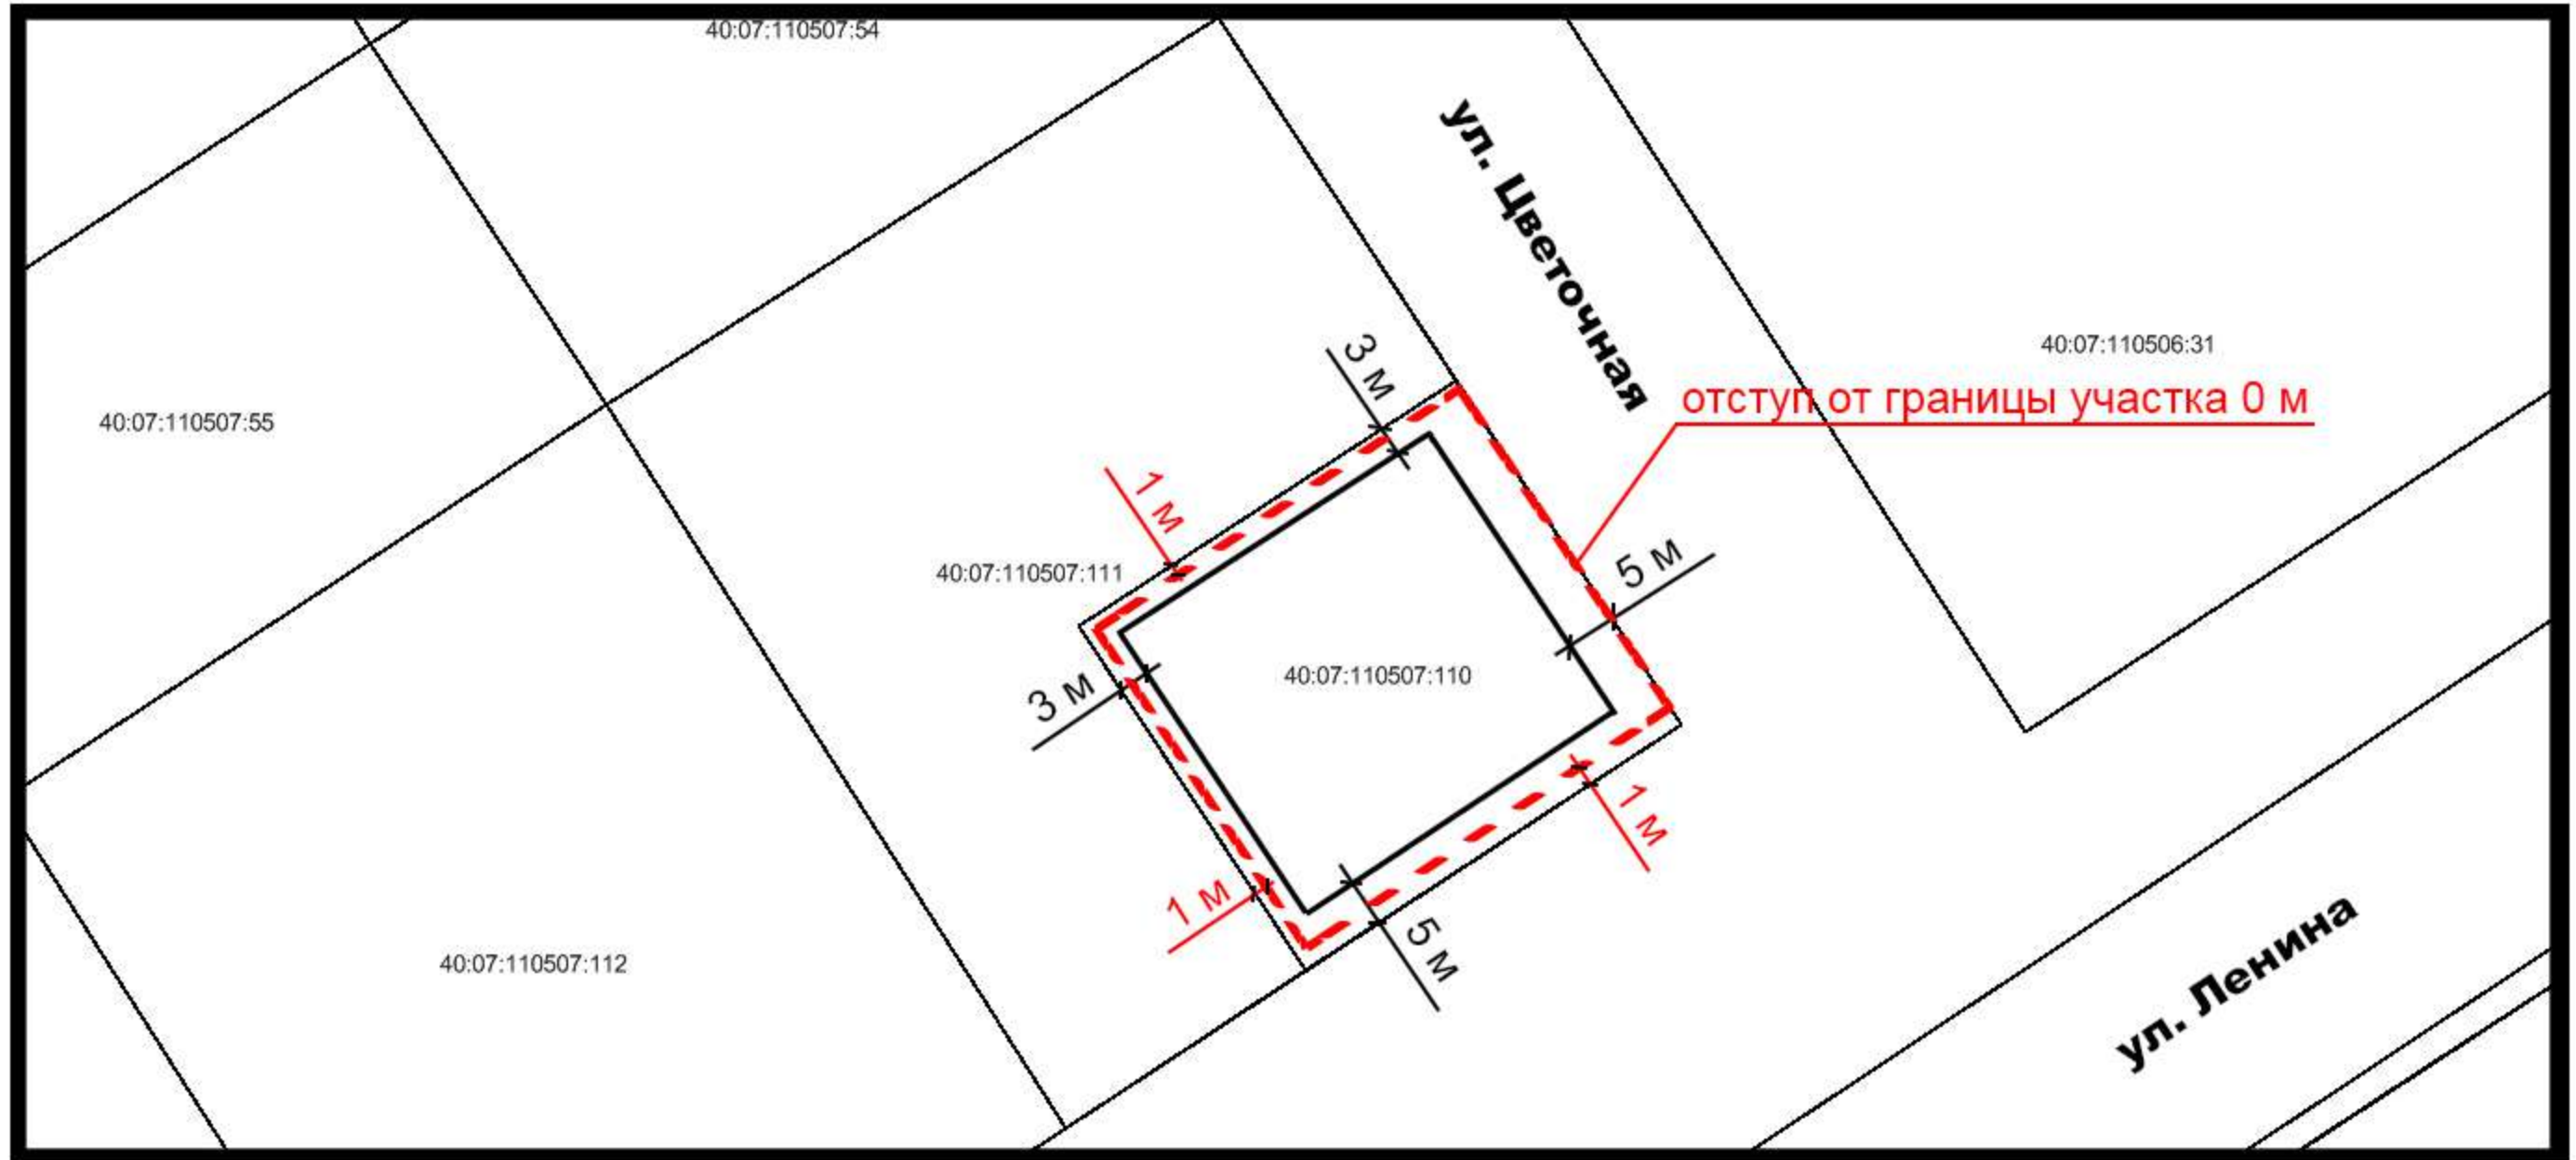 40:07:110507:54
ул. Цветочная
40:07:110506:31
3 м
отступ от границы участка 0 м
40:07:110507:55
1 м
40:07:110507:111
5 м
40:07:110507:110
3 м
1 м
1 м
5 м
40:07:110507:112
ул. Ленина